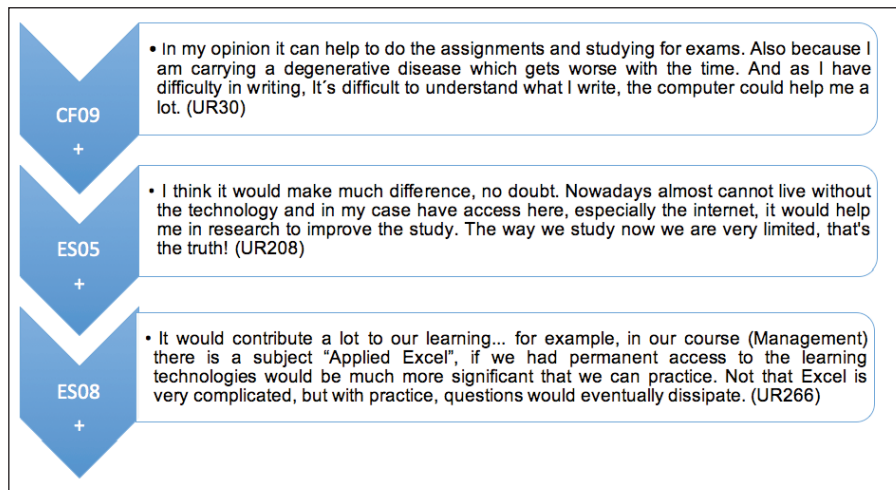 • In my opinion it can help to do the assignments and studying for exams. Also because I
am carrying a degenerative disease which gets worse with the time. And as I have
difficulty in writing, It´s difficult to understand what I write, the computer could help me a
lot. (UR30)
CF09
+
• I think it would make much difference, no doubt. Nowadays almost cannot live without
the technology and in my case have access here, especially the internet, it would help
me in research to improve the study. The way we study now we are very limited, that's
the truth! (UR208)
ES05
+
• It would contribute a lot to our learning... for example, in our course (Management)
there is a subject “Applied Excel”, if we had permanent access to the learning
technologies would be much more significant that we can practice. Not that Excel is
very complicated, but with practice, questions would eventually dissipate. (UR266)
ES08
+